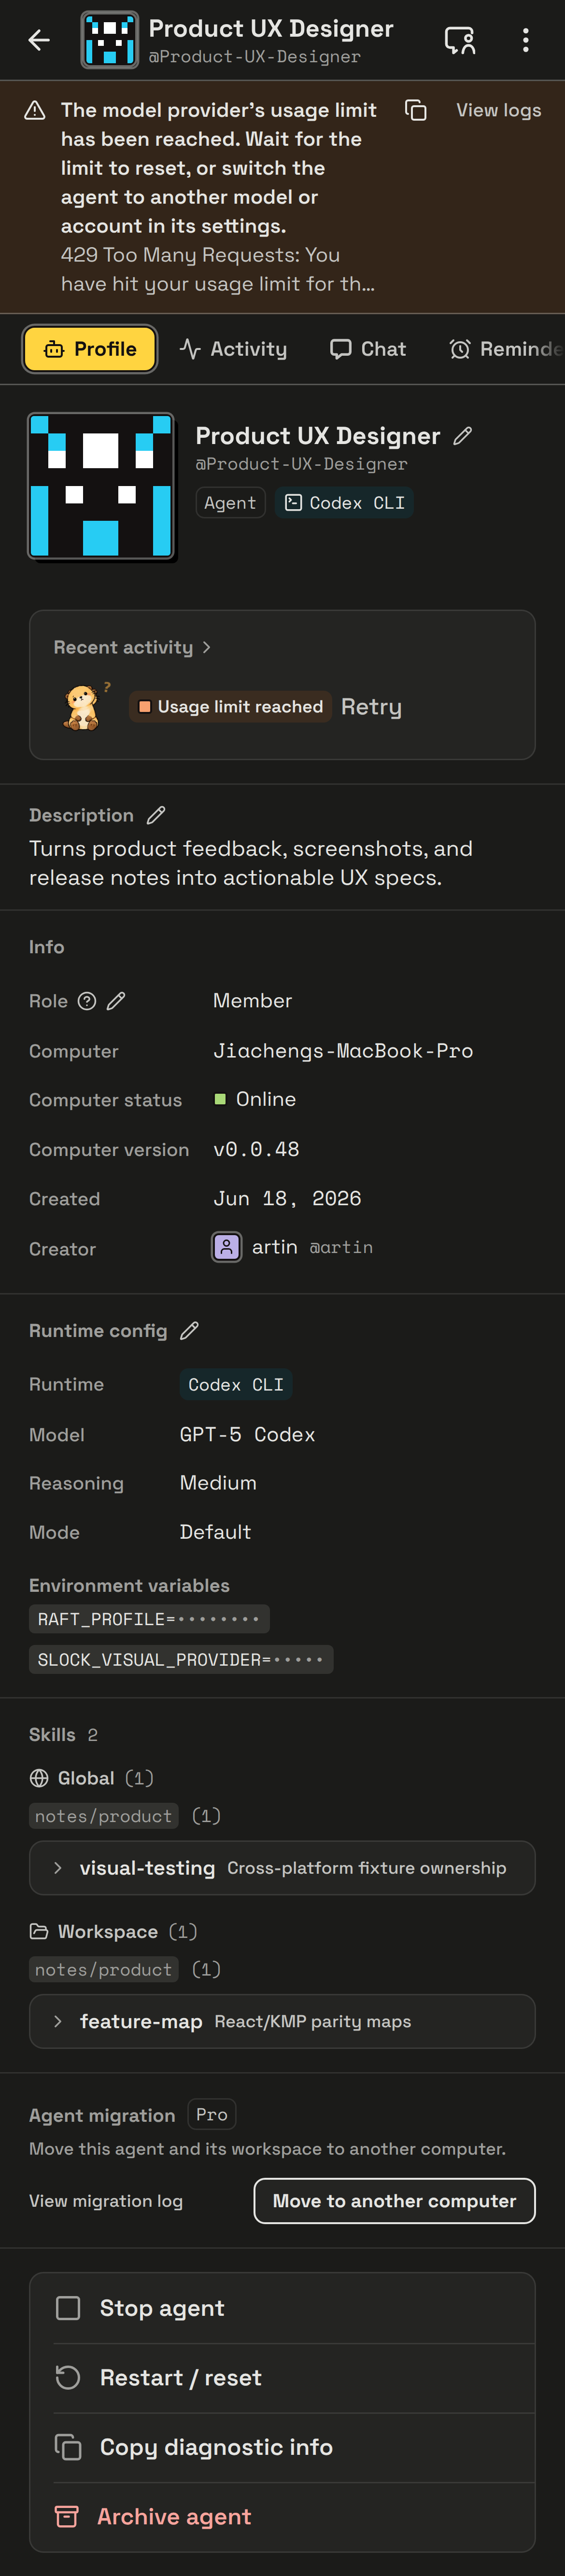 Product UX Designer
@Product-UX-Designer
The model provider's usage limit
has been reached. Wait for the
limit to reset, or switch the
agent to another model or
account in its settings.
429 Too Many Requests: You
have hit your usage limit for th...
View logs
Profile
Activity
Chat
Reminde
Product UX Designer
@Product-UX-Designer
Agent
Codex CLI
Recent activity
?
Usage limit reached
Retry
Description
Turns product feedback, screenshots, and
release notes into actionable UX specs.
Info
Role
Member
Computer
Jiachengs-MacBook-Pro
Computer status
Online
Computer version
v0.0.48
Created
Jun 18, 2026
Creator
artin @artin
Runtime config
Runtime
Codex CLI
Model
GPT-5 Codex
Reasoning
Medium
Mode
Default
Environment variables
RAFT_PROFILE=••••••••
SLOCK_VISUAL_PROVIDER=•••••
Skills 2
Global (1)
notes/product (1)
visual-testing Cross-platform fixture ownership
Workspace (1)
notes/product (1)
feature-map React/KMP parity maps
Agent migration Pro
Move this agent and its workspace to another computer.
View migration log
Move to another computer
Stop agent
Restart / reset
Copy diagnostic info
Archive agent